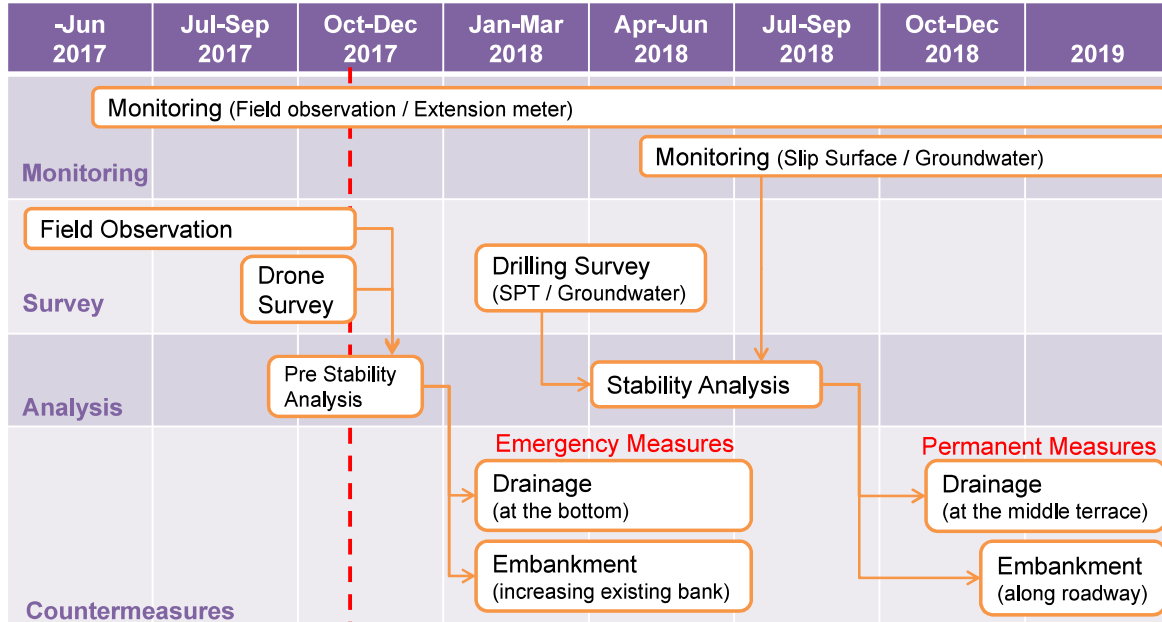 -Jun
2017
Jul-Sep
2017
Oct-Dec
2017
Jan-Mar
2018
Apr-Jun
2018
Jul-Sep
2018
Oct-Dec
2018
2019
Monitoring (Field observation / Extension meter)
Monitoring (Slip Surface / Groundwater)
Monitoring
Field Observation
Drone
Survey
Drilling Survey
(SPT / Groundwater)
Survey
Pre Stability
Analysis
Stability Analysis
Analysis
Emergency Measures
Permanent Measures
Drainage
(at the bottom)
Drainage
(at the middle terrace)
Embankment
(increasing existing bank)
Embankment
(along roadway)
Countermeasures